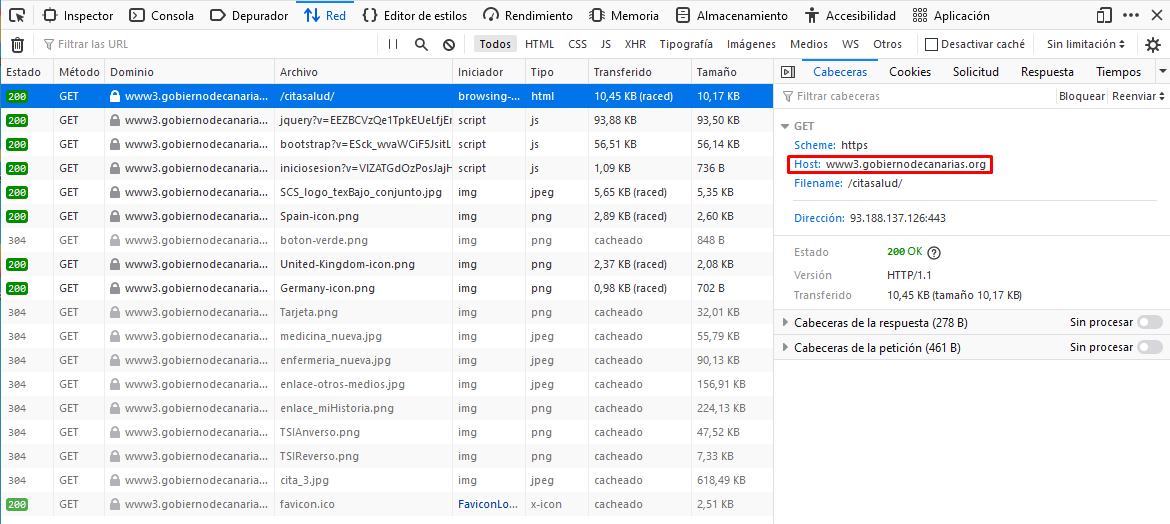 Inspector Consola Depurador Red Editor de estilos Rendimiento Memoria Almacenamiento Accesibilidad Aplicación
Filtrar las URL Todos HTML CSS JS XHR Tipografía Imágenes Medios WS Otros Desactivar caché Sin limitación
Estado Método Dominio Archivo Iniciador Tipo Transferido Tamaño
200 GET www3.gobiernodecanaria... /citasalud/ browsing-... html 10,45 KB (raced) 10,17 KB
200 GET www3.gobiernodecanaria... jquery?v=EEZBCVzQe1TpkEUeLfjEr script js 93,88 KB 93,50 KB
200 GET www3.gobiernodecanaria... bootstrap?v=ESck_wvaWCiF5JsitL script js 56,51 KB 56,14 KB
200 GET www3.gobiernodecanaria... iniciosesion?v=VIZATGdOzPosJajH script js 1,09 KB 736 B
200 GET www3.gobiernodecanaria... SCS_logo_texBajo_conjunto.jpg img jpeg 5,65 KB (raced) 5,35 KB
200 GET www3.gobiernodecanaria... Spain-icon.png img png 2,89 KB (raced) 2,60 KB
304 GET www3.gobiernodecanaria... boton-verde.png img png cacheado 848 B
200 GET www3.gobiernodecanaria... United-Kingdom-icon.png img png 2,37 KB (raced) 2,08 KB
200 GET www3.gobiernodecanaria... Germany-icon.png img png 0,98 KB (raced) 702 B
304 GET www3.gobiernodecanaria... Tarjeta.png img png cacheado 32,01 KB
304 GET www3.gobiernodecanaria... medicina_nueva.jpg img jpeg cacheado 55,79 KB
304 GET www3.gobiernodecanaria... enfermeria_nueva.jpg img jpeg cacheado 90,13 KB
304 GET www3.gobiernodecanaria... enlace-otros-medios.jpg img jpeg cacheado 156,91 KB
304 GET www3.gobiernodecanaria... enlace_miHistoria.png img png cacheado 224,13 KB
304 GET www3.gobiernodecanaria... TSIAnverso.png img png cacheado 47,52 KB
304 GET www3.gobiernodecanaria... TSIReverso.png img png cacheado 7,33 KB
304 GET www3.gobiernodecanaria... cita_3.jpg img jpeg cacheado 618,49 KB
200 GET www3.gobiernodecanaria... favicon.ico FaviconLo... x-icon cacheado 2,51 KB
Cabeceras Cookies Solicitud Respuesta Tiempos
Filtrar cabeceras Bloquear Reenviar
GET
Scheme: https
Host: www3.gobiernodecanarias.org
Filename: /citasalud/
Dirección: 93.188.137.126:443
Estado 200 OK ?
Versión HTTP/1.1
Transferido 10,45 KB (tamaño 10,17 KB)
Cabeceras de la respuesta (278 B) Sin procesar
Cabeceras de la petición (461 B) Sin procesar